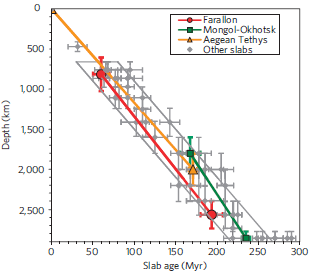 0
500
1,000
1,500
2,000
2,500
Depth (km)
Farallon
Mongol-Okhotsk
Aegean Tethys
Other slabs
0 50 100 150 200 250 300
Slab age (Myr)